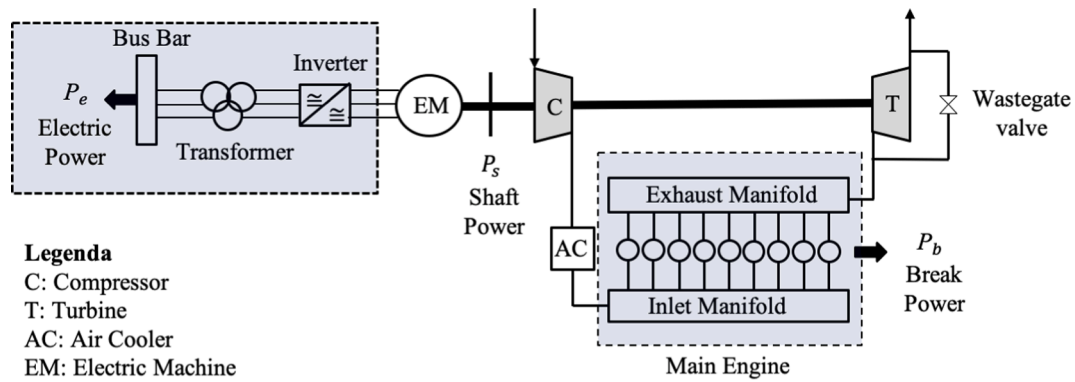 Bus Bar
Inverter
P_e
Electric
Power
Transformer
EM
P_s
Shaft
Power
C
T
Wastegate
valve
Exhaust Manifold
AC
Inlet Manifold
P_b
Break
Power
Main Engine
Legenda
C: Compressor
T: Turbine
AC: Air Cooler
EM: Electric Machine